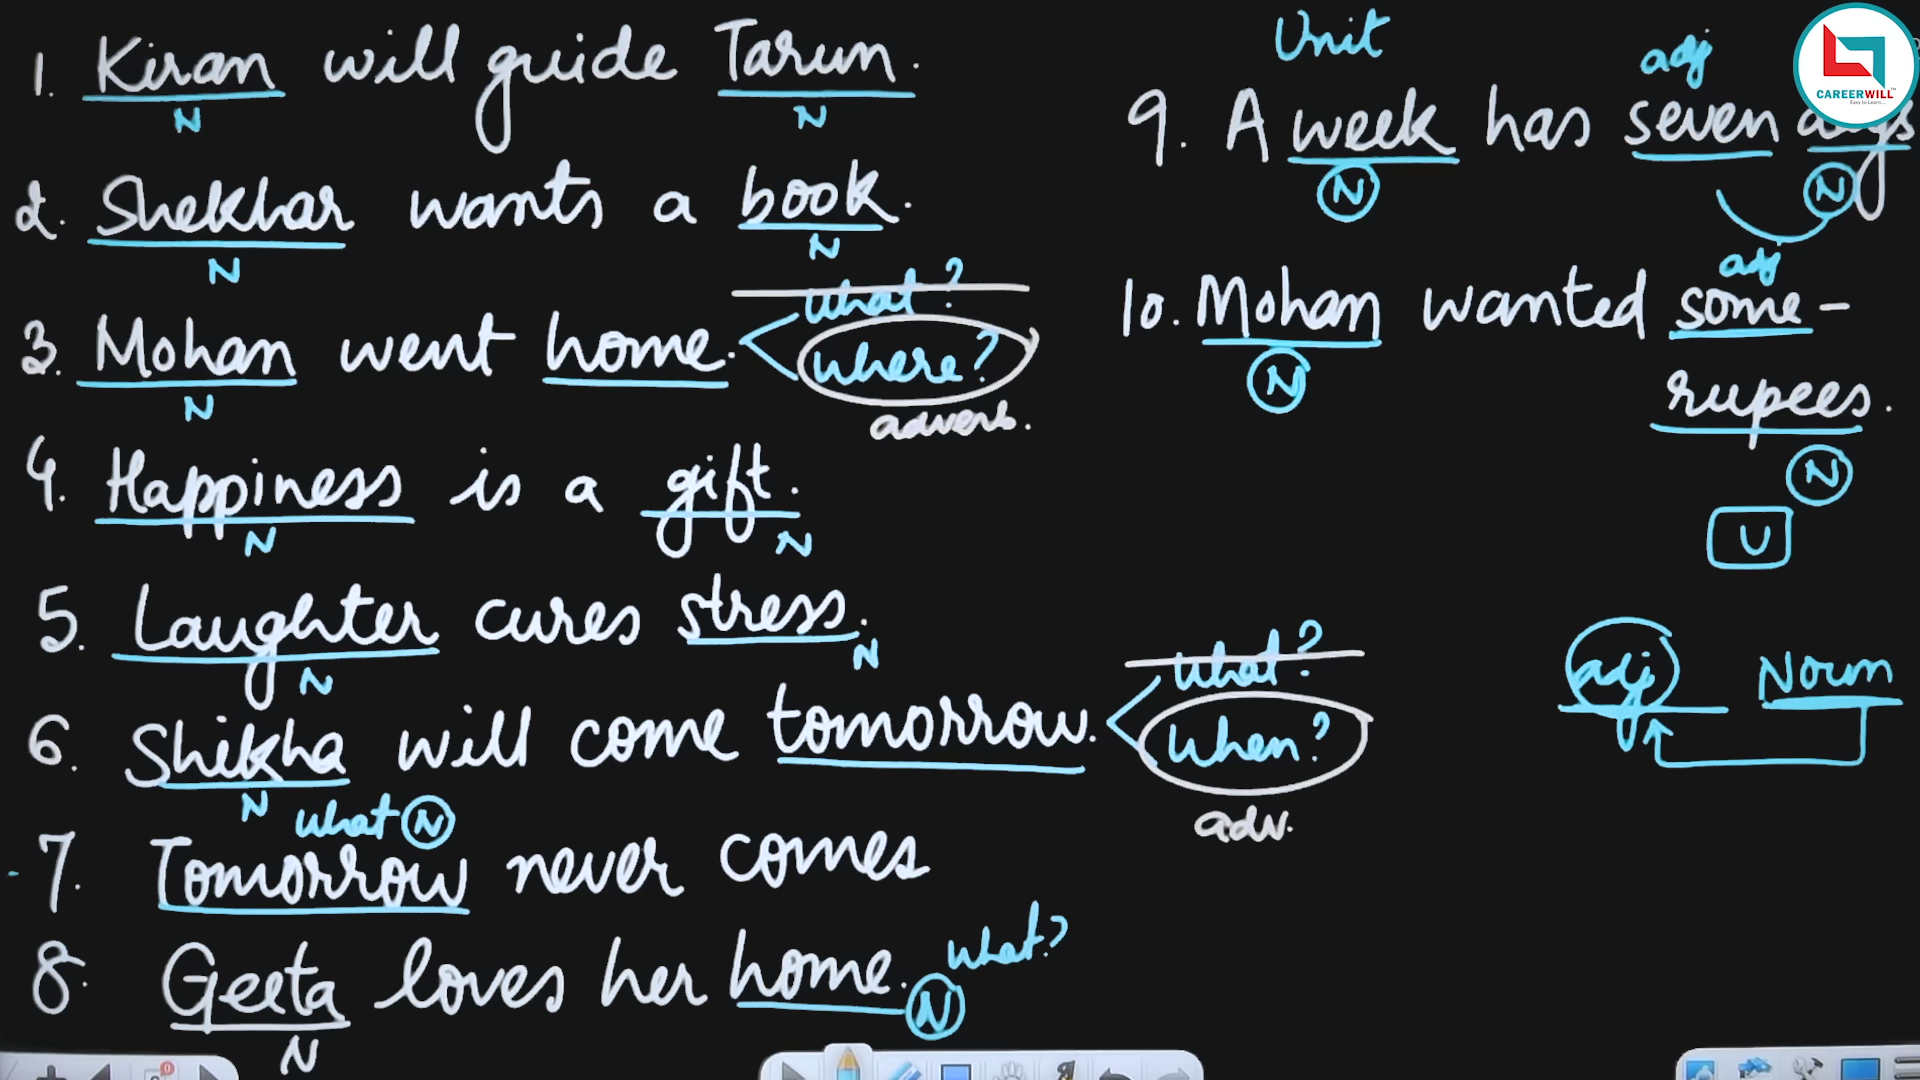 1. Kiran will guide Tarun.
N N
2. Shekhar wants a book.
N N
3. Mohan went home.
N
What?
Where?
adverb.
4. Happiness is a gift.
N N
5. Laughter cures stress.
N N
6. Shikha will come tomorrow.
N
What?
When?
adv.
What N
7. Tomorrow never comes
8. Geeta loves her home.
N N What?
Unit adj
9. A week has seven days
N N
adj
10. Mohan wanted some -
N
rupees.
N
U
adj Noun
CAREERWILL
Easy to Learn...